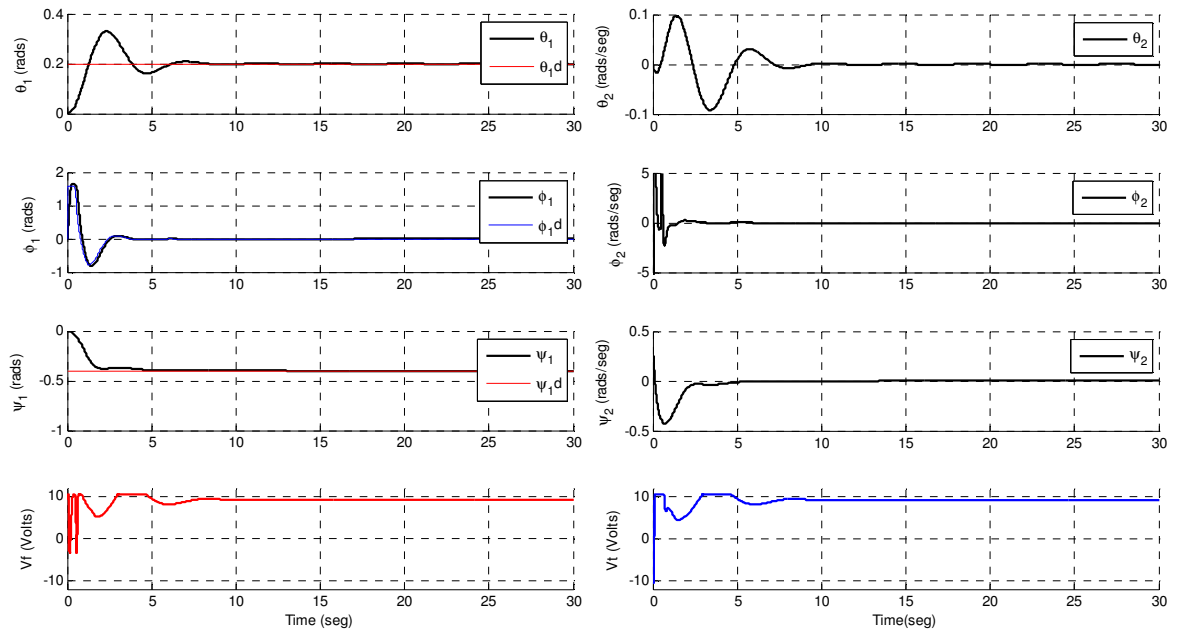 0.4
0.2
0
θ1 (rads)
θ1
θ1d
0 5 10 15 20 25 30
0.1
0
-0.1
θ2 (rads/seg)
θ2
0 5 10 15 20 25 30
2
1
0
-1
ϕ1 (rads)
ϕ1
ϕ1d
0 5 10 15 20 25 30
5
0
-5
ϕ2 (rads/seg)
ϕ2
0 5 10 15 20 25 30
0
-0.5
-1
ψ1 (rads)
ψ1
ψ1d
0 5 10 15 20 25 30
0.5
0
-0.5
ψ2 (rads/seg)
ψ2
0 5 10 15 20 25 30
10
0
-10
Vf (Volts)
0 5 10 15 20 25 30
Time (seg)
10
0
-10
Vt (Volts)
0 5 10 15 20 25 30
Time(seg)